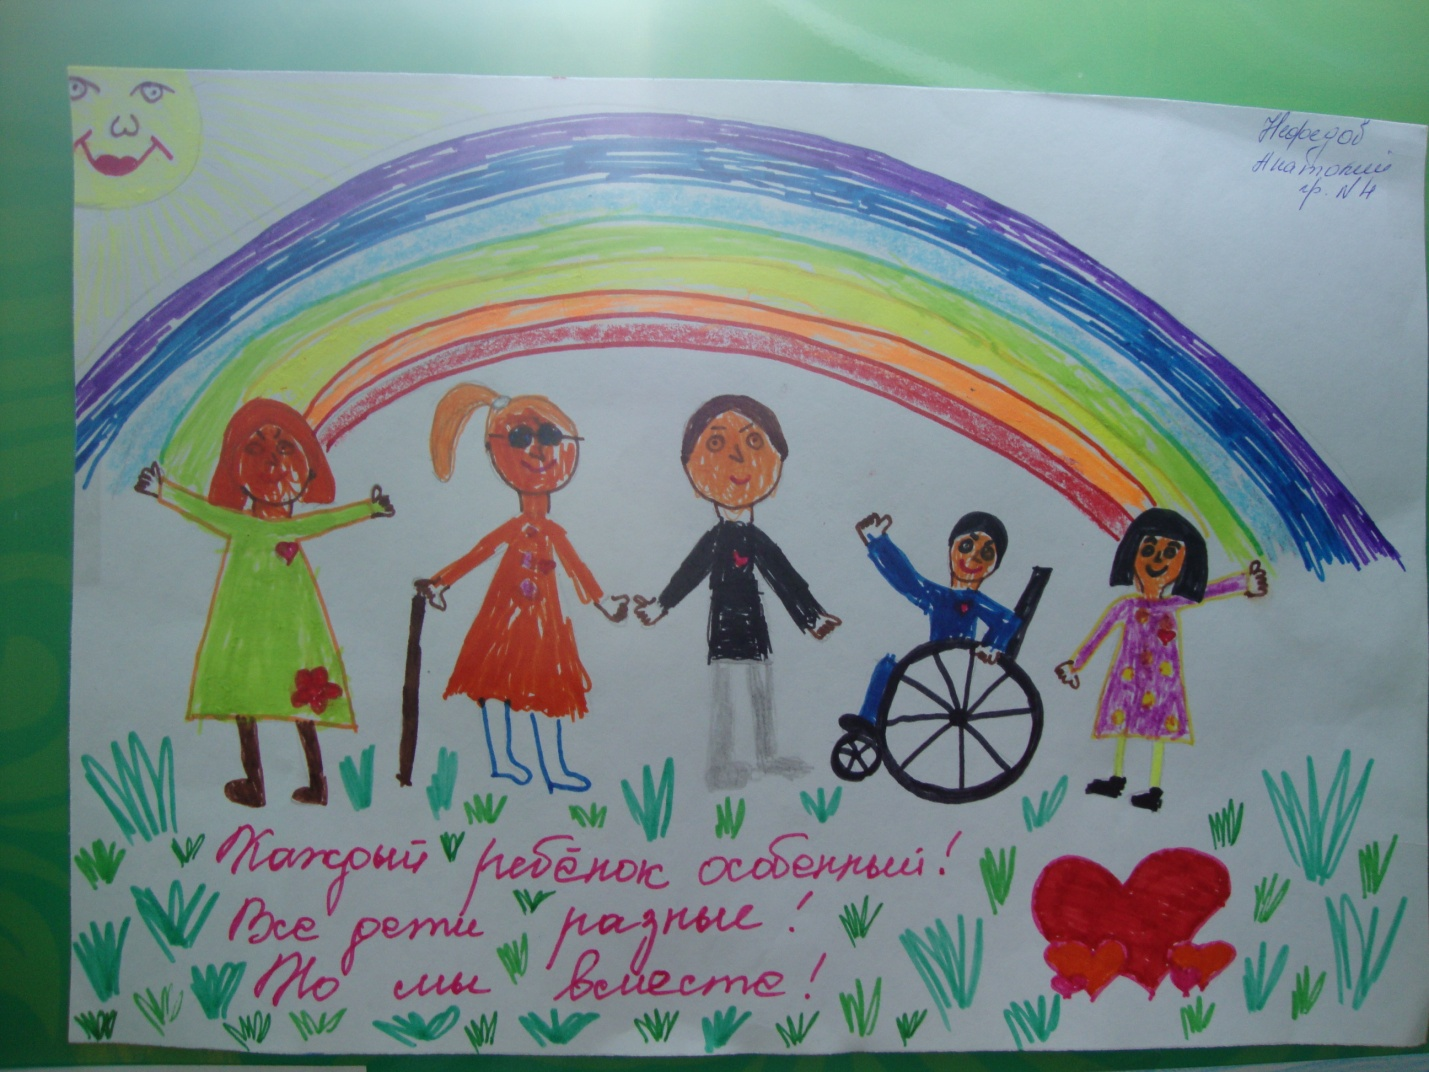 Нефедов
Анатолий
гр. N4
Каждый ребёнок особенный!
Все дети разные!
Но мы вместе!